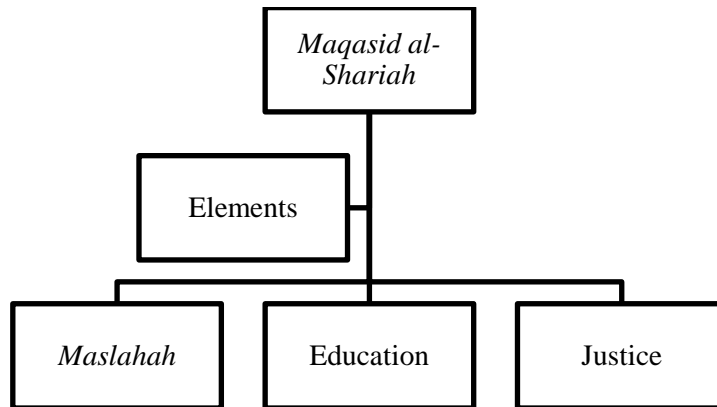 Maqasid al-
Shariah
Elements
Maslahah
Education
Justice